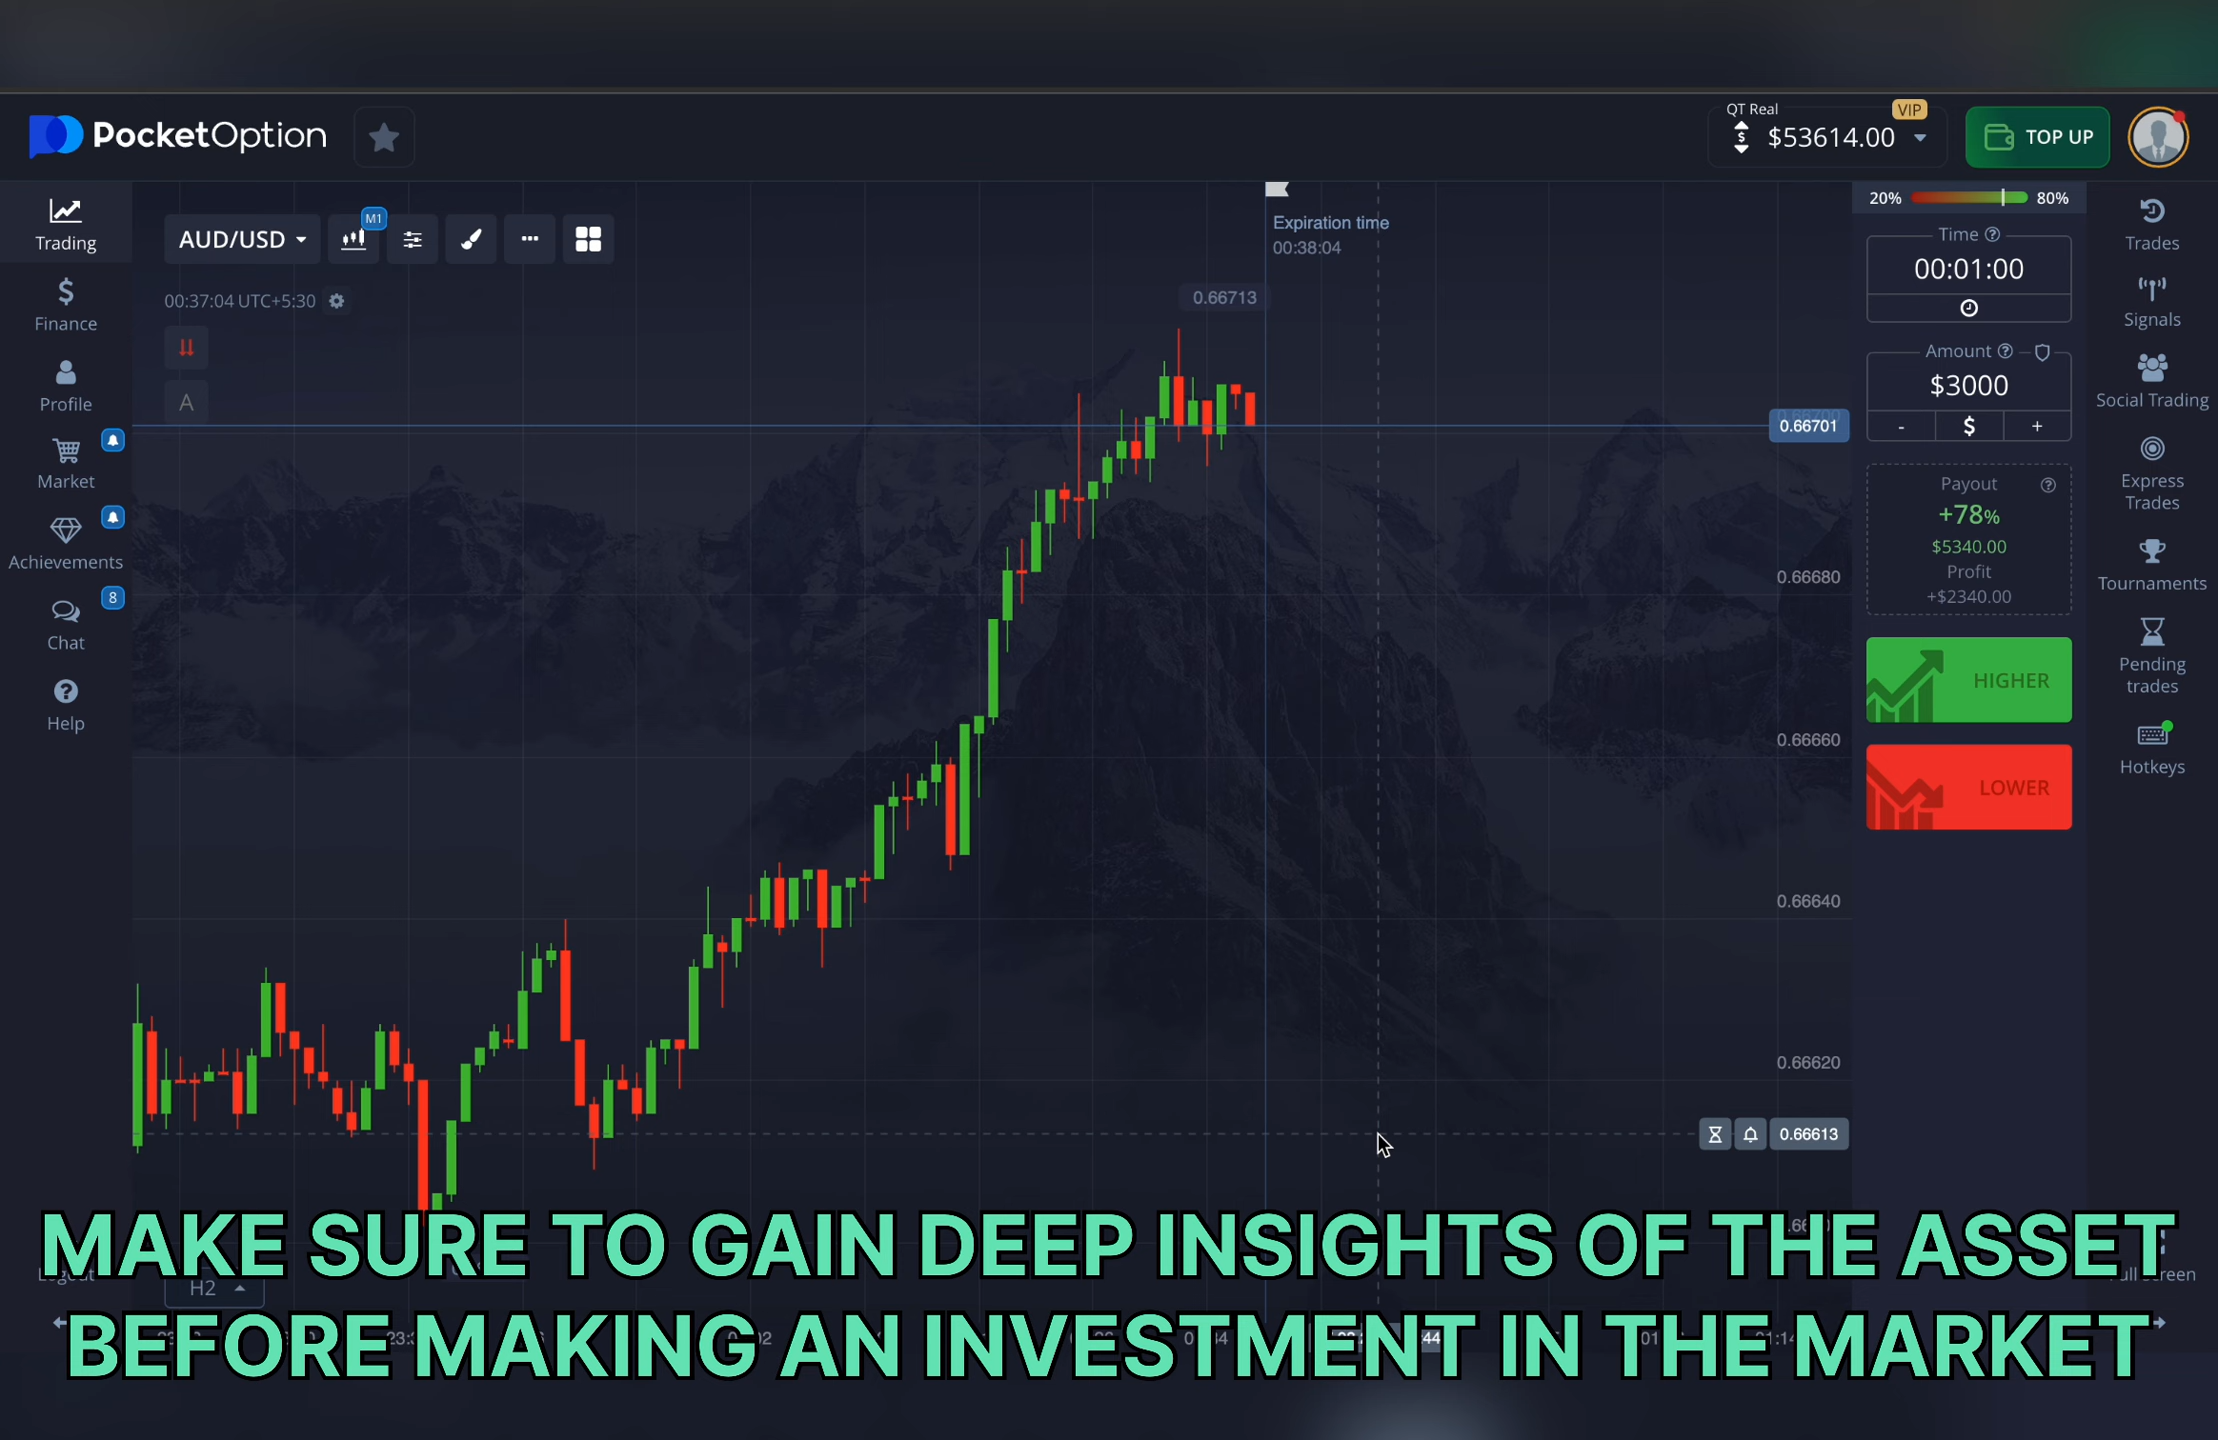 PocketOption
QT Real
VIP
$53614.00
TOP UP
Trading
Finance
Profile
Market
Achievements
8
Chat
Help
AUD/USD
M1
00:37:04 UTC+5:30
A
Expiration time
00:38:04
0.66713
0.66701
0.66680
0.66660
0.66640
0.66620
0.66613
20%
80%
Time
00:01:00
Amount
$3000
- $ +
Payout
+78%
$5340.00
Profit
+$2340.00
HIGHER
LOWER
Trades
Signals
Social Trading
Express
Trades
Tournaments
Pending
trades
Hotkeys
H2
MAKE SURE TO GAIN DEEP INSIGHTS OF THE ASSET
BEFORE MAKING AN INVESTMENT IN THE MARKET